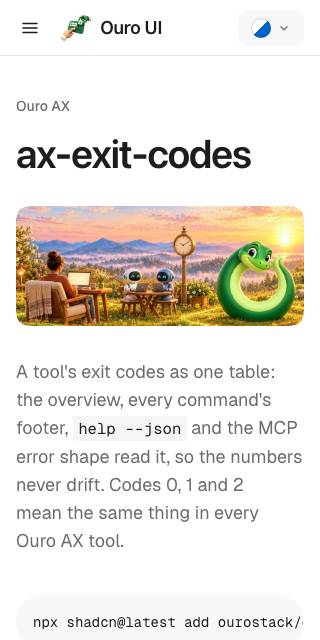 Ouro UI
Ouro AX
ax-exit-codes
A tool's exit codes as one table:
the overview, every command's
footer, help --json and the MCP
error shape read it, so the numbers
never drift. Codes 0, 1 and 2
mean the same thing in every
Ouro AX tool.
npx shadcn@latest add ourostack/